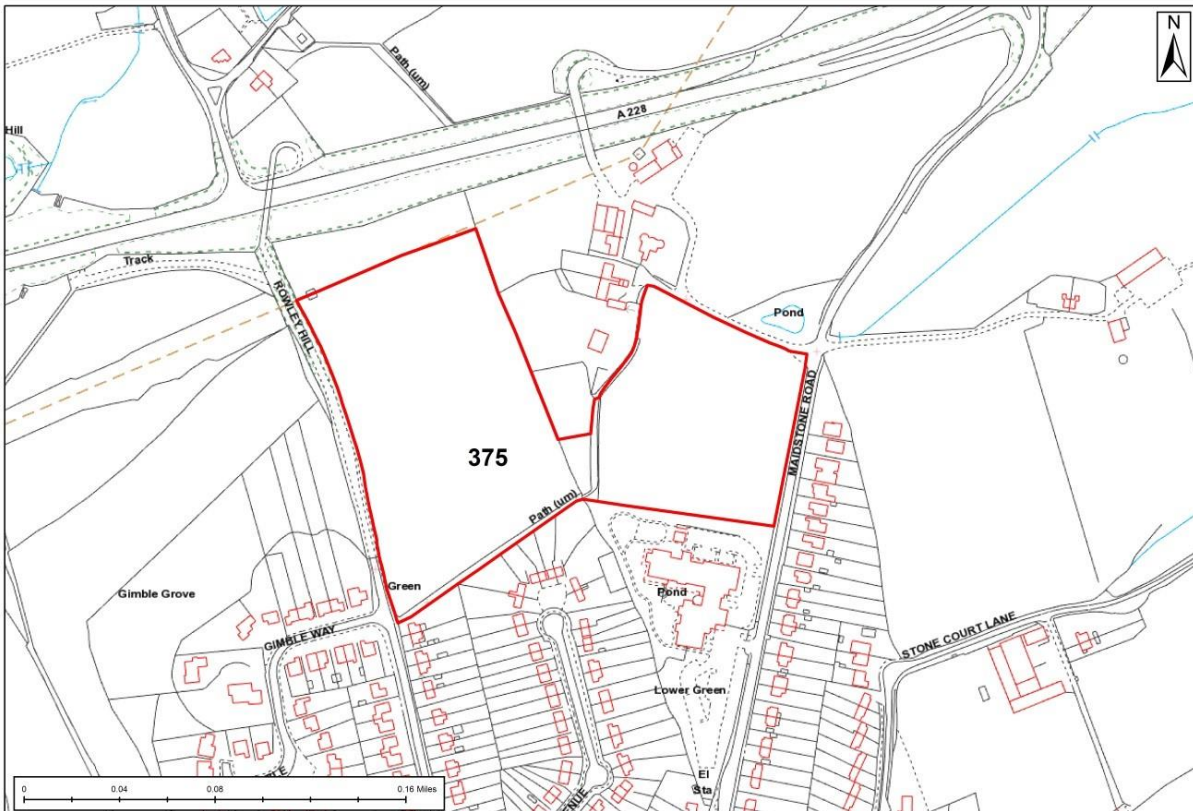 N
Path (um)
A 228
Hill
Track
ROWLEY HILL
Pond
MAIDSTONE ROAD
375
Path (um)
Green
Gimble Grove
Pond
GIMBLE WAY
STONE COURT LANE
Lower Green
El
Sta
ENUE
0 0.04 0.08 0.16 Miles